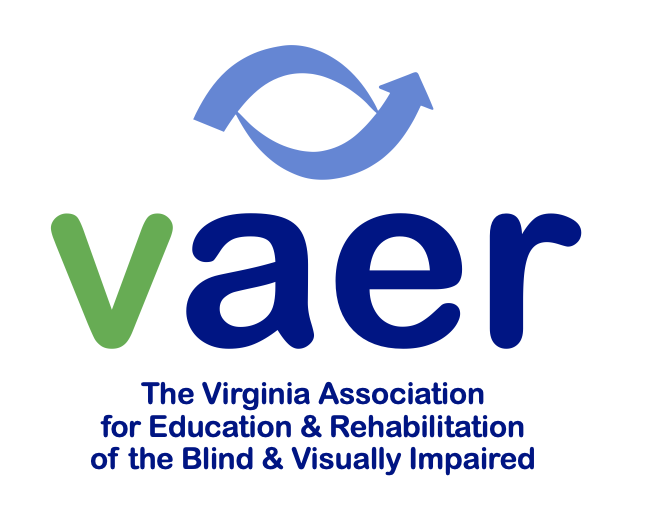 vaer
The Virginia Association
for Education & Rehabilitation
of the Blind & Visually Impaired